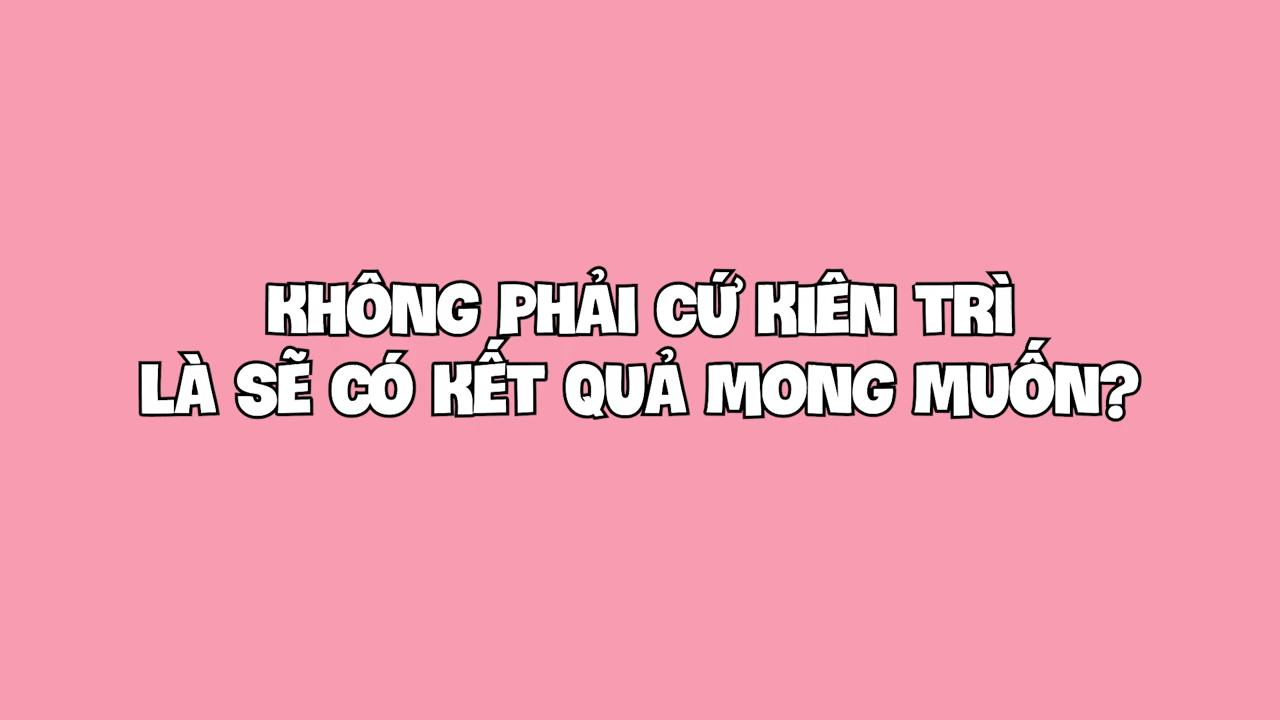 KHÔNG PHẢI CỨ KIÊN TRÌ
LÀ SẼ CÓ KẾT QUẢ MONG MUỐN?